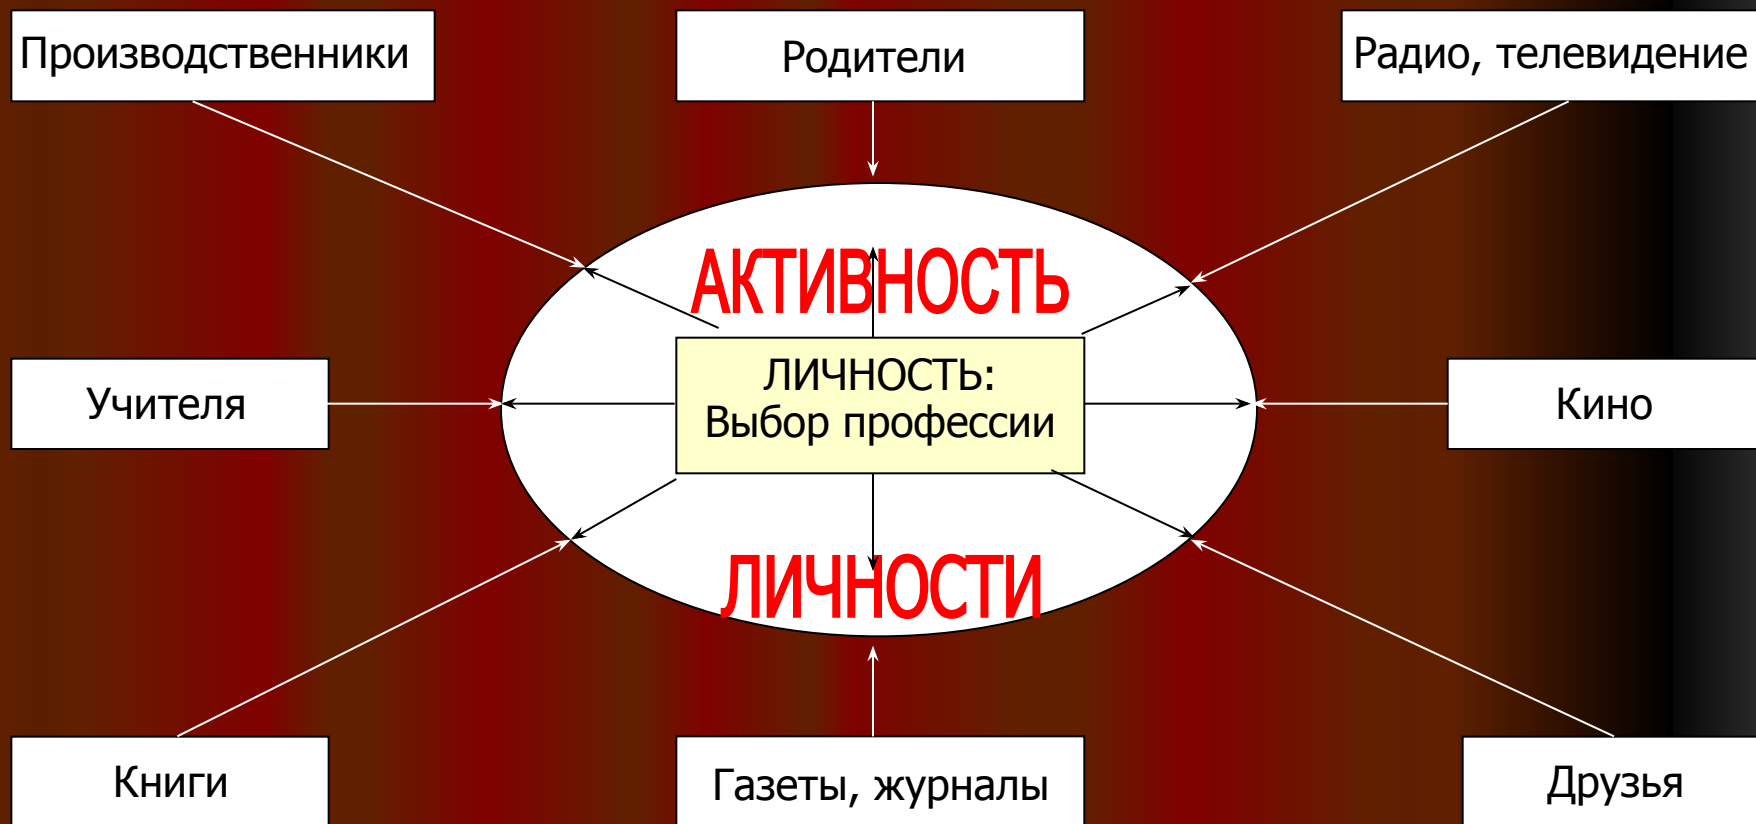 Производственники
Родители
Радио, телевидение
АКТИВНОСТЬ
Учителя
ЛИЧНОСТЬ:
Выбор профессии
Кино
ЛИЧНОСТИ
Книги
Газеты, журналы
Друзья